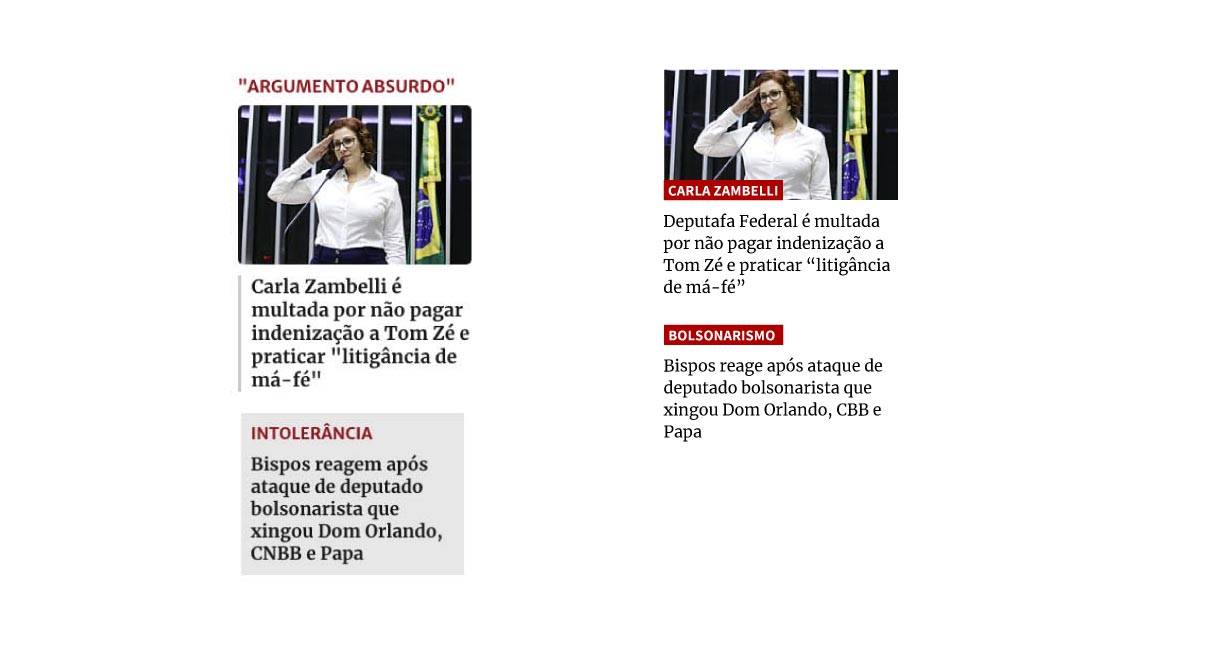 "ARGUMENTO ABSURDO"
Carla Zambelli é
multada por não pagar
indenização a Tom Zé e
praticar "litigância de
má-fé"
INTOLERÂNCIA
Bispos reagem após
ataque de deputado
bolsonarista que
xingou Dom Orlando,
CNBB e Papa
CARLA ZAMBELLI
Deputafa Federal é multada
por não pagar indenização a
Tom Zé e praticar “litigância
de má-fé”
BOLSONARISMO
Bispos reage após ataque de
deputado bolsonarista que
xingou Dom Orlando, CBB e
Papa